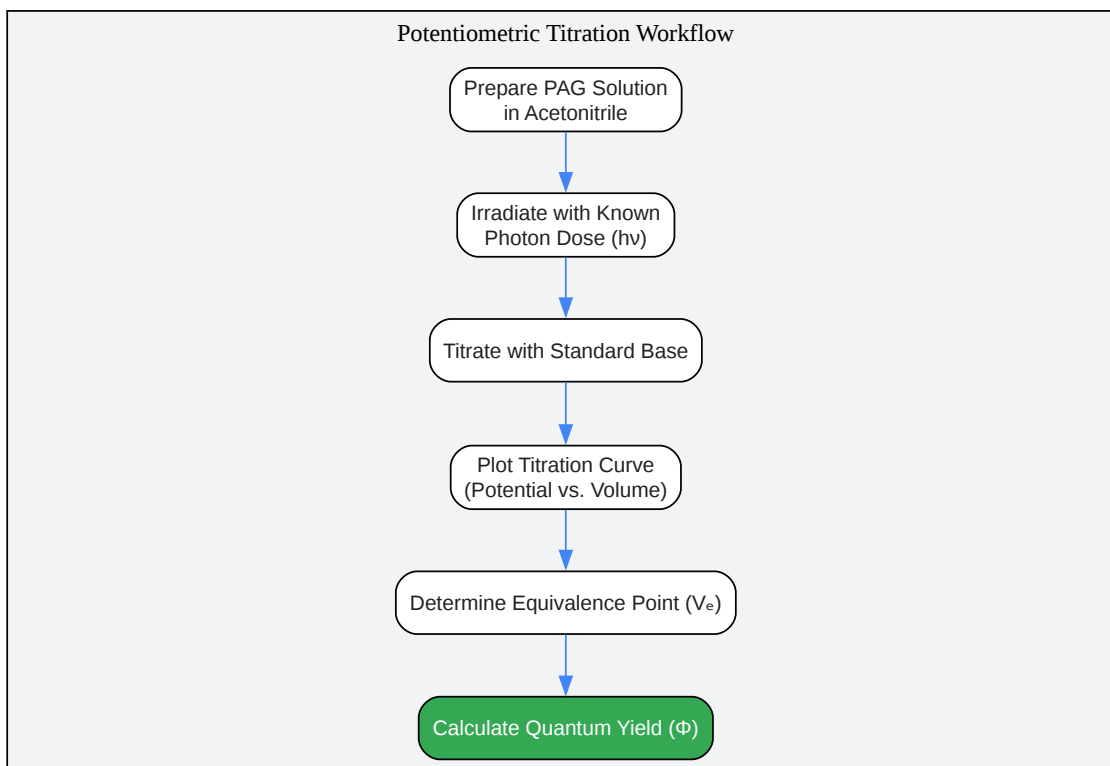 Potentiometric Titration Workflow
Prepare PAG Solution
in Acetonitrile
Irradiate with Known
Photon Dose (hν)
Titrate with Standard Base
Plot Titration Curve
(Potential vs. Volume)
Determine Equivalence Point (Vₑ)
Calculate Quantum Yield (Φ)